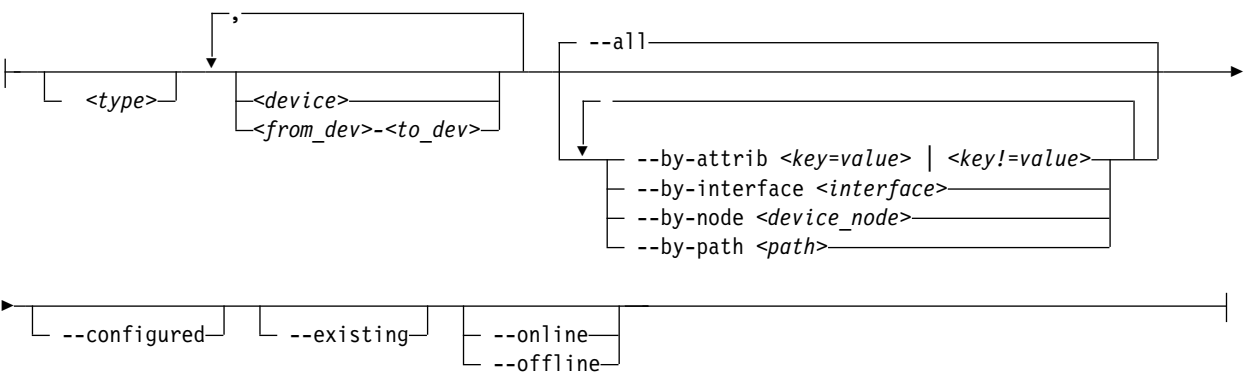 ,
--all
<type>
<device>
<from_dev>-<to_dev>
--by-attrib <key=value> | <key!=value>
--by-interface <interface>
--by-node <device_node>
--by-path <path>
--configured
--existing
--online
--offline